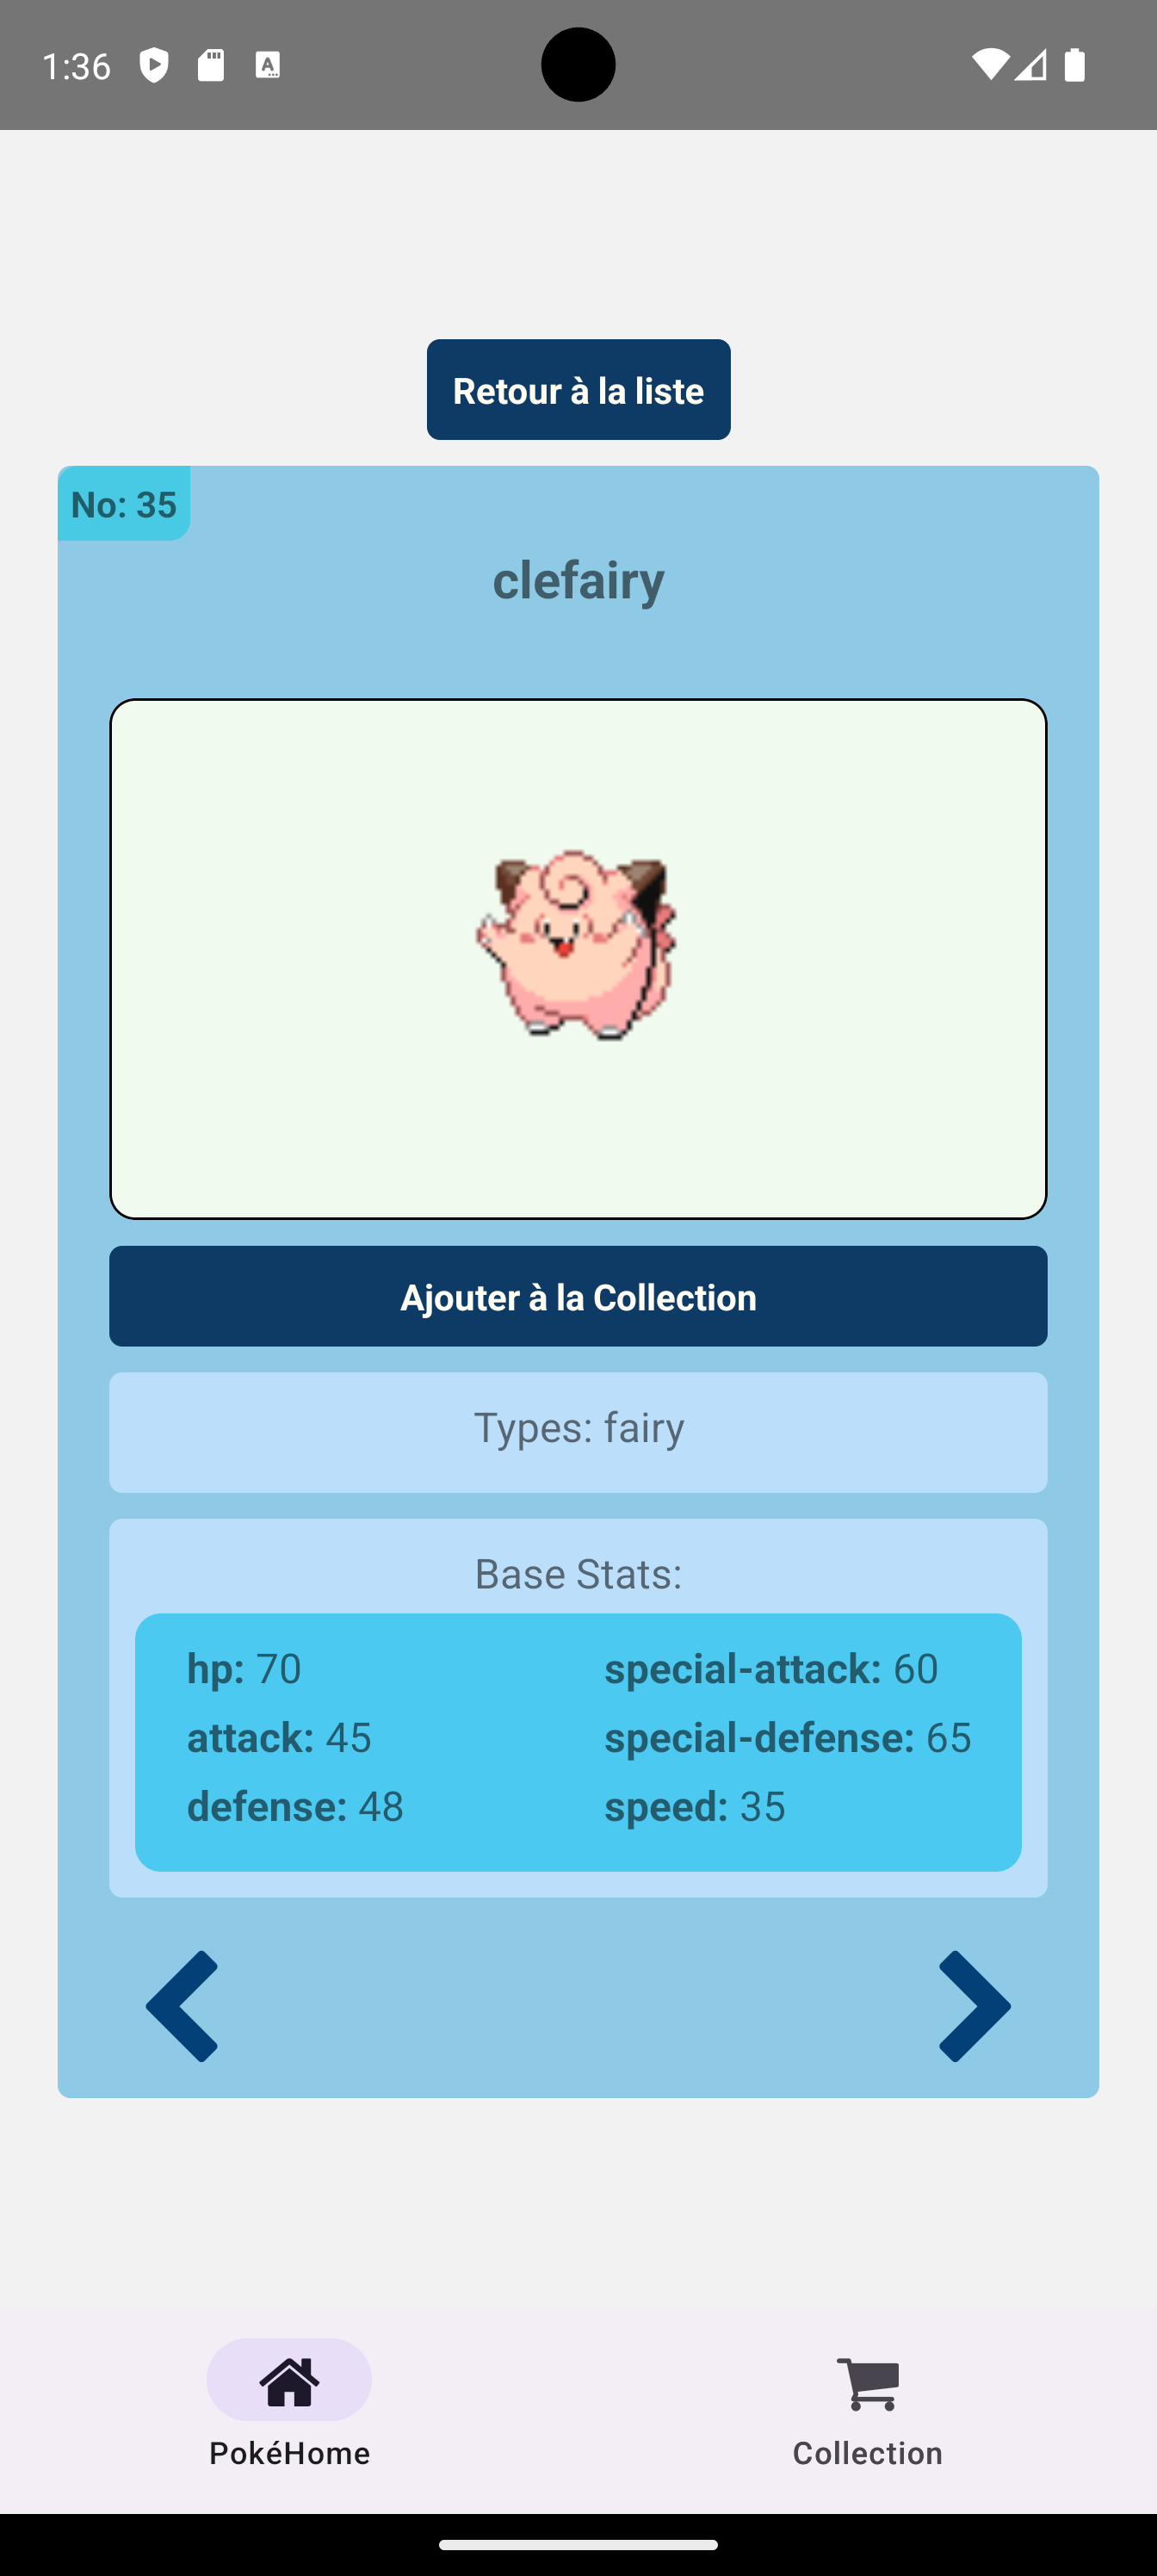 1:36
Retour à la liste
No: 35
clefairy
Ajouter à la Collection
Types: fairy
Base Stats:
hp: 70 special-attack: 60
attack: 45 special-defense: 65
defense: 48 speed: 35
PokéHome Collection